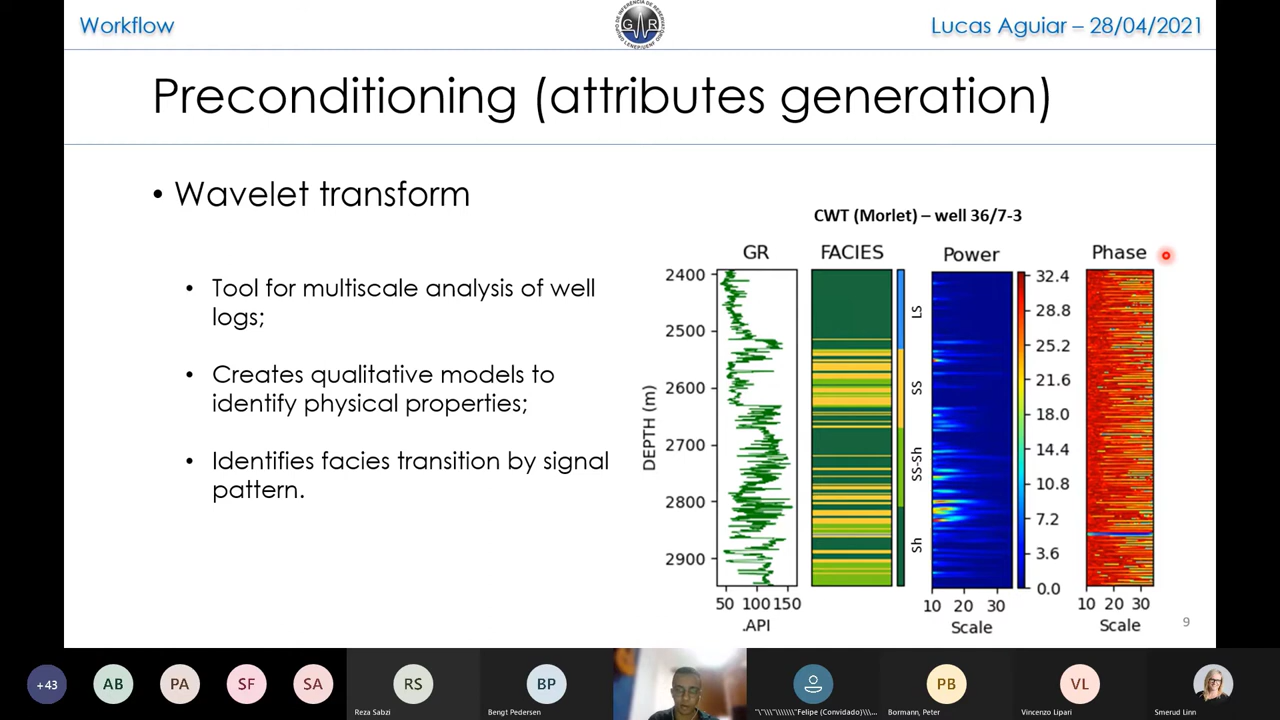 Workflow
Lucas Aguiar – 28/04/2021
GIR
Preconditioning (attributes generation)
• Wavelet transform
• Tool for multiscale analysis of well
logs;
• Creates qualitative models to
identify physical properties;
• Identifies facies transition by signal
pattern.
CWT (Morlet) – well 36/7-3
GR
FACIES
Power
Phase
DEPTH (m)
2400
2500
2600
2700
2800
2900
50 100 150
.API
LS
SS
SS-Sh
Sh
32.4
28.8
25.2
21.6
18.0
14.4
10.8
7.2
3.6
0.0
10 20 30
Scale
10 20 30
Scale
9
+43
AB
PA
SF
SA
RS
Reza Sabzi
BP
Bengt Pedersen
"\"\\"\\\\\\\"Felipe (Convidado)\\\,...
PB
Bormann, Peter
VL
Vincenzo Lipari
Smerud Linn